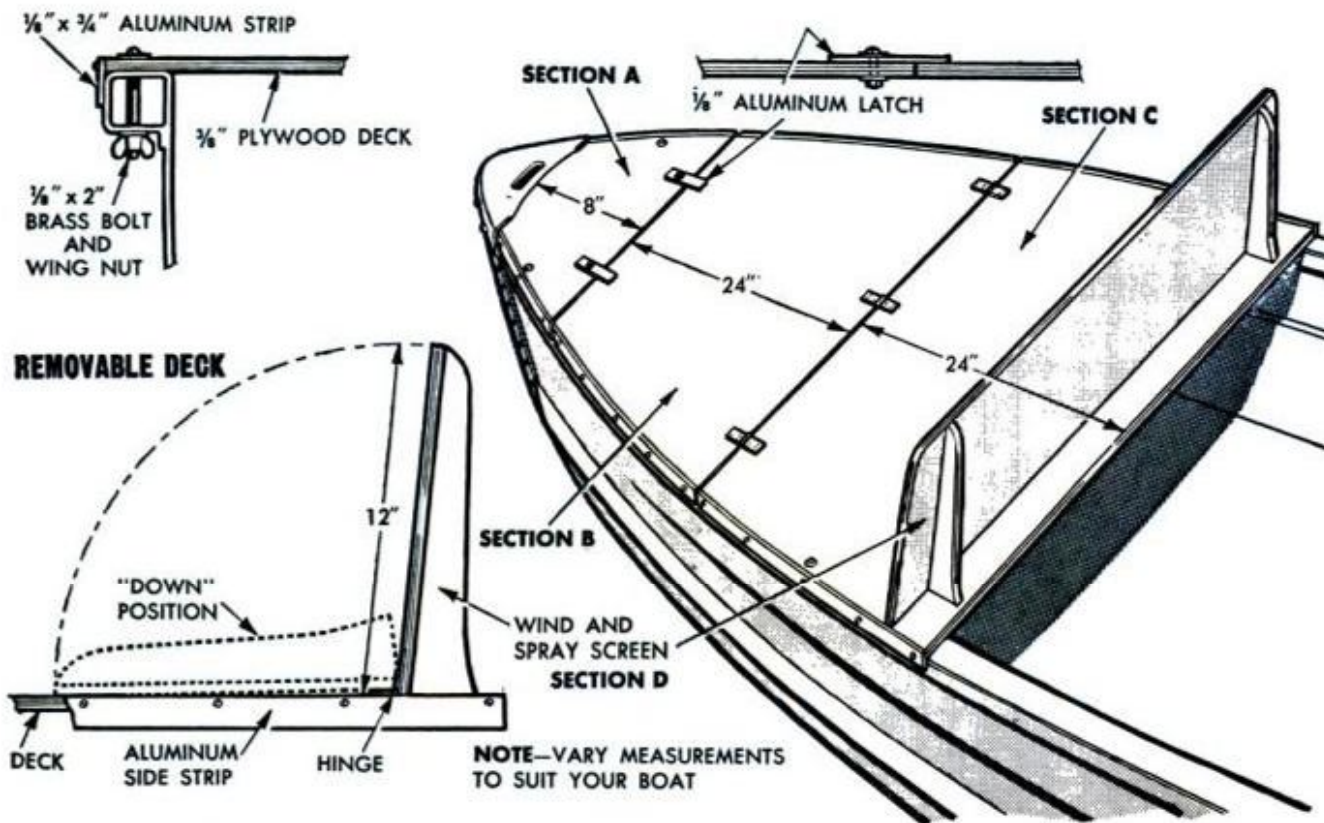 ⅛" x ¾" ALUMINUM STRIP
⅜" PLYWOOD DECK
⅛" x 2"
BRASS BOLT
AND
WING NUT
SECTION A
⅛" ALUMINUM LATCH
SECTION C
8"
24"
24"
REMOVABLE DECK
12"
"DOWN"
POSITION
SECTION B
WIND AND
SPRAY SCREEN
SECTION D
DECK
ALUMINUM
SIDE STRIP
HINGE
NOTE—VARY MEASUREMENTS
TO SUIT YOUR BOAT